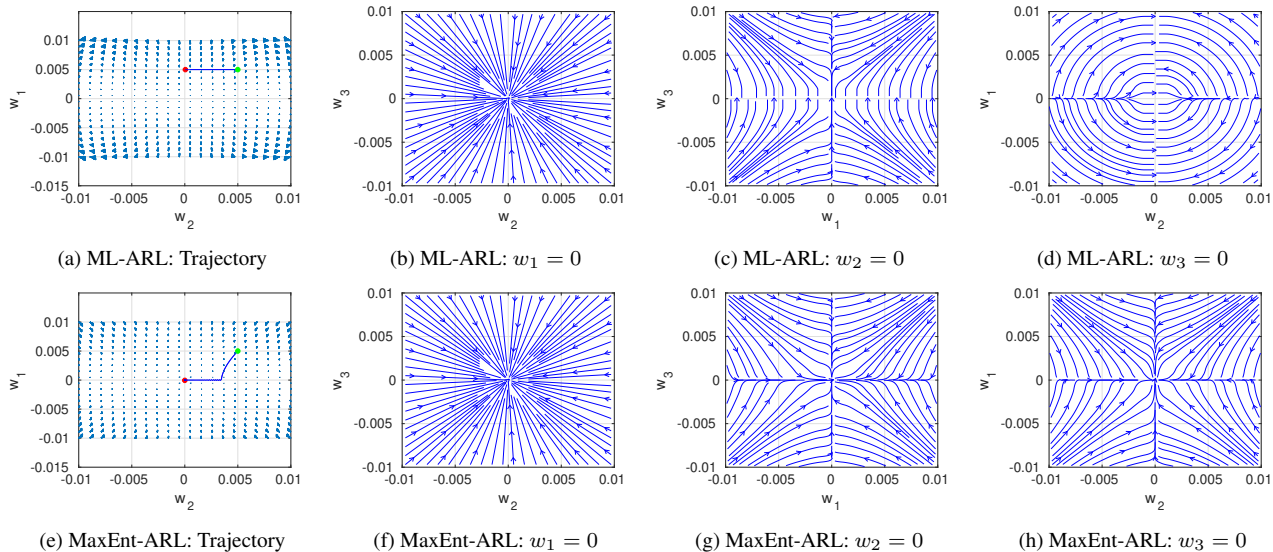 0.01
0.005
0
-0.005
-0.01
-0.015
-0.01 -0.005 0 0.005 0.01
w1
w2
(a) ML-ARL: Trajectory
0.01
0.005
0
-0.005
-0.01
-0.01 -0.005 0 0.005 0.01
w3
w2
(b) ML-ARL: w1 = 0
0.01
0.005
0
-0.005
-0.01
-0.01 -0.005 0 0.005 0.01
w3
w1
(c) ML-ARL: w2 = 0
0.01
0.005
0
-0.005
-0.01
-0.01 -0.005 0 0.005 0.01
w1
w2
(d) ML-ARL: w3 = 0
0.01
0.005
0
-0.005
-0.01
-0.015
-0.01 -0.005 0 0.005 0.01
w1
w2
(e) MaxEnt-ARL: Trajectory
0.01
0.005
0
-0.005
-0.01
-0.01 -0.005 0 0.005 0.01
w3
w2
(f) MaxEnt-ARL: w1 = 0
0.01
0.005
0
-0.005
-0.01
-0.01 -0.005 0 0.005 0.01
w3
w1
(g) MaxEnt-ARL: w2 = 0
0.01
0.005
0
-0.005
-0.01
-0.01 -0.005 0 0.005 0.01
w1
w2
(h) MaxEnt-ARL: w3 = 0